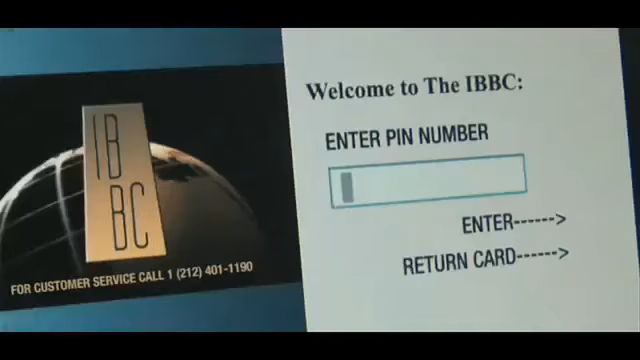 IB
BC
FOR CUSTOMER SERVICE CALL 1 (212) 401-1190
Welcome to The IBBC:
ENTER PIN NUMBER
ENTER------>
RETURN CARD------>